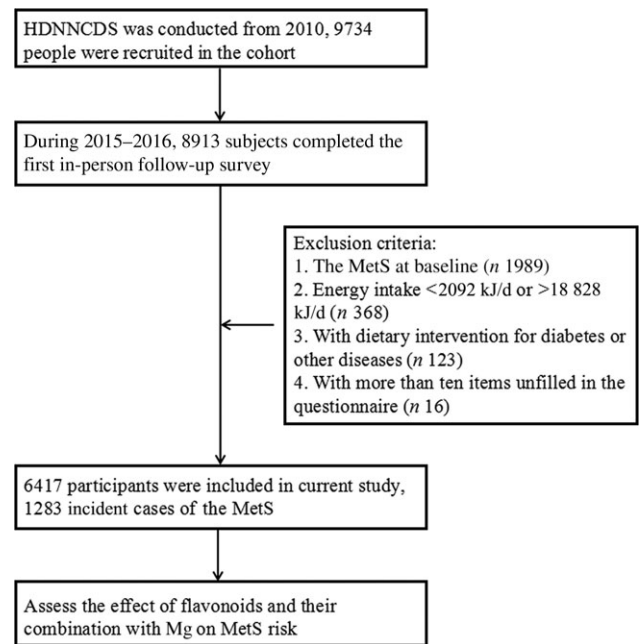 HDNNCDS was conducted from 2010, 9734
people were recruited in the cohort
During 2015–2016, 8913 subjects completed the
first in-person follow-up survey
Exclusion criteria:
1. The MetS at baseline (n 1989)
2. Energy intake <2092 kJ/d or >18 828
kJ/d (n 368)
3. With dietary intervention for diabetes or
other diseases (n 123)
4. With more than ten items unfilled in the
questionnaire (n 16)
6417 participants were included in current study,
1283 incident cases of the MetS
Assess the effect of flavonoids and their
combination with Mg on MetS risk